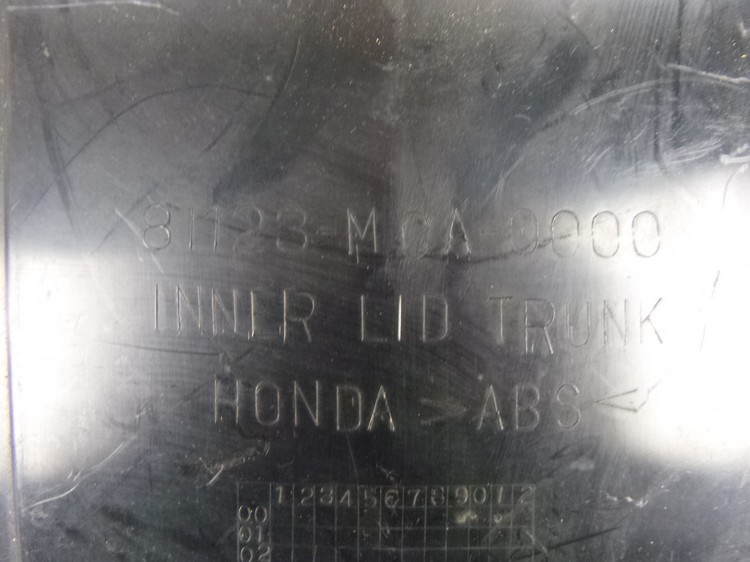 81123-MCA-0000
INNER LID TRUNK
HONDA >ABS<
1 2 3 4 5 6 7 8 9 0 1 2
00
01
02